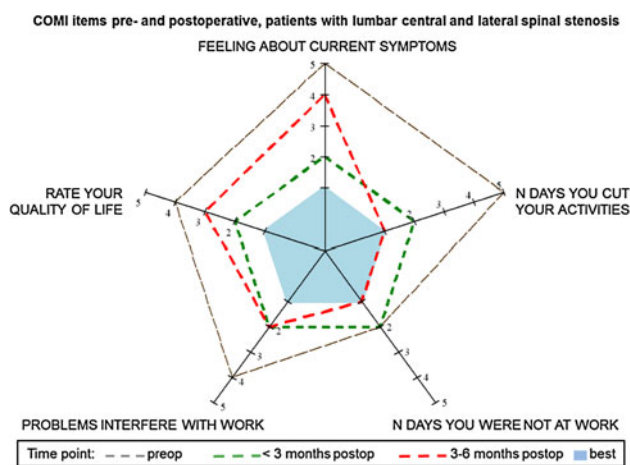 COMI items pre- and postoperative, patients with lumbar central and lateral spinal stenosis
FEELING ABOUT CURRENT SYMPTOMS
5
4
3
2
RATE YOUR
QUALITY OF LIFE
5
4
3
2
N DAYS YOU CUT
YOUR ACTIVITIES
2
3
4
5
PROBLEMS INTERFERE WITH WORK
2
3
4
5
N DAYS YOU WERE NOT AT WORK
2
3
4
5
Time point: preop < 3 months postop 3-6 months postop best